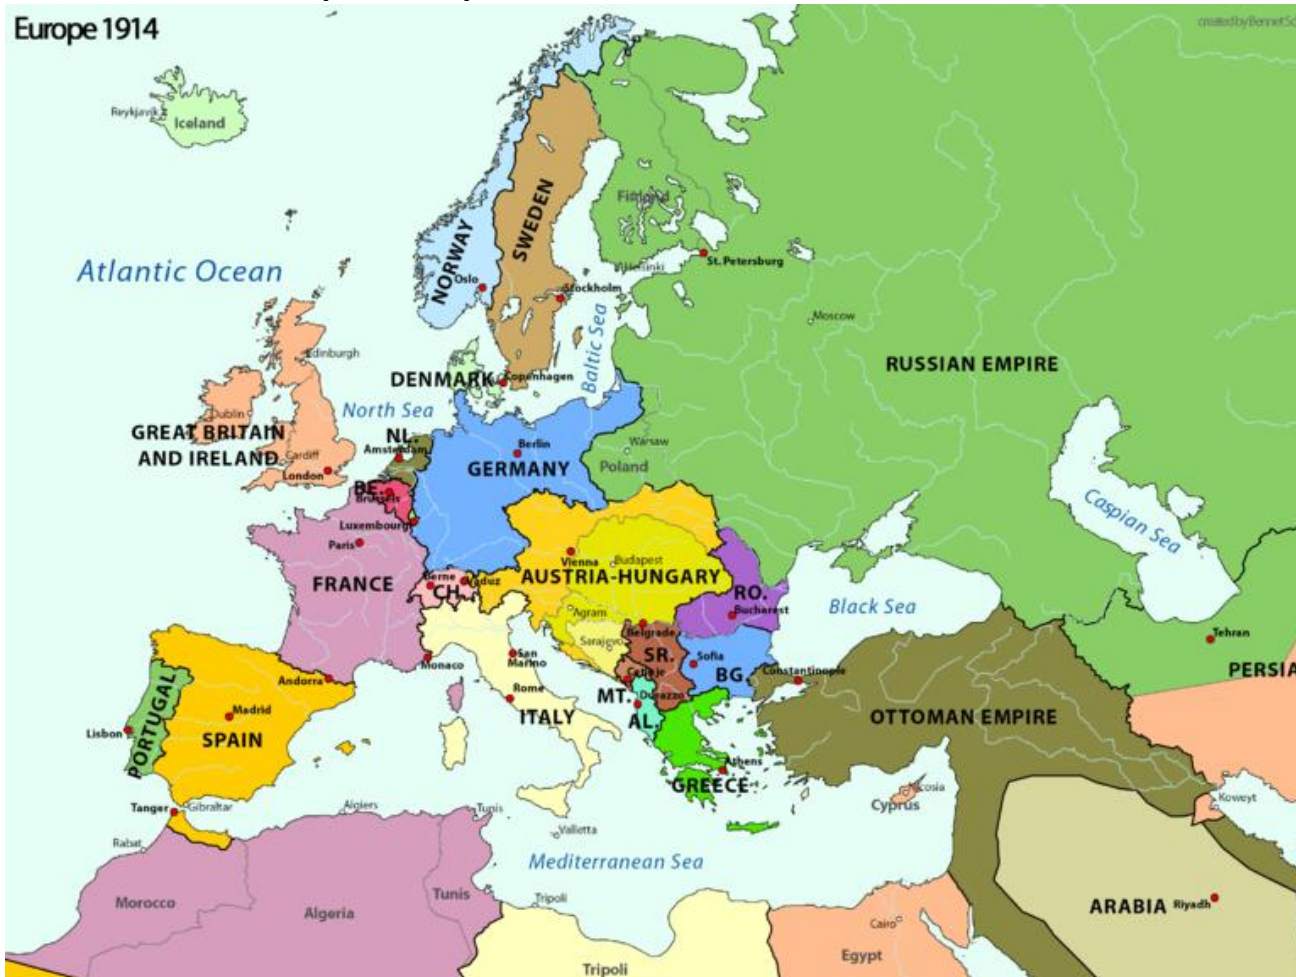 Europe 1914
Reykjavik
Iceland
Atlantic Ocean
NORWAY
SWEDEN
Finland
Helsinki
St. Petersburg
Oslo
Stockholm
Moscow
Baltic Sea
RUSSIAN EMPIRE
Edinburgh
DENMARK
Copenhagen
North Sea
Dublin
GREAT BRITAIN
AND IRELAND
Cardiff
London
NL.
Amsterdam
Berlin
GERMANY
Warsaw
Poland
BE.
Brussels
Luxembourg
Paris
FRANCE
Caspian Sea
Vienna
Budapest
AUSTRIA-HUNGARY
Berne
CH.
Vaduz
RO.
Bucharest
Black Sea
Agram
Sarajevo
Belgrade
SR.
Sofia
BG.
Constantinople
Tehran
PERSIA
Monaco
San
Marino
Cetinje
MT.
Durazzo
AL.
Andorra
Rome
ITALY
PORTUGAL
Lisbon
Madrid
SPAIN
OTTOMAN EMPIRE
Athens
GREECE
Nicosia
Cyprus
Koweyt
Tanger
Gibraltar
Algiers
Tunis
Rabat
Valletta
Mediterranean Sea
Morocco
Algeria
Tunis
Tripoli
Tripoli
Cairo
Egypt
ARABIA
Riyadh